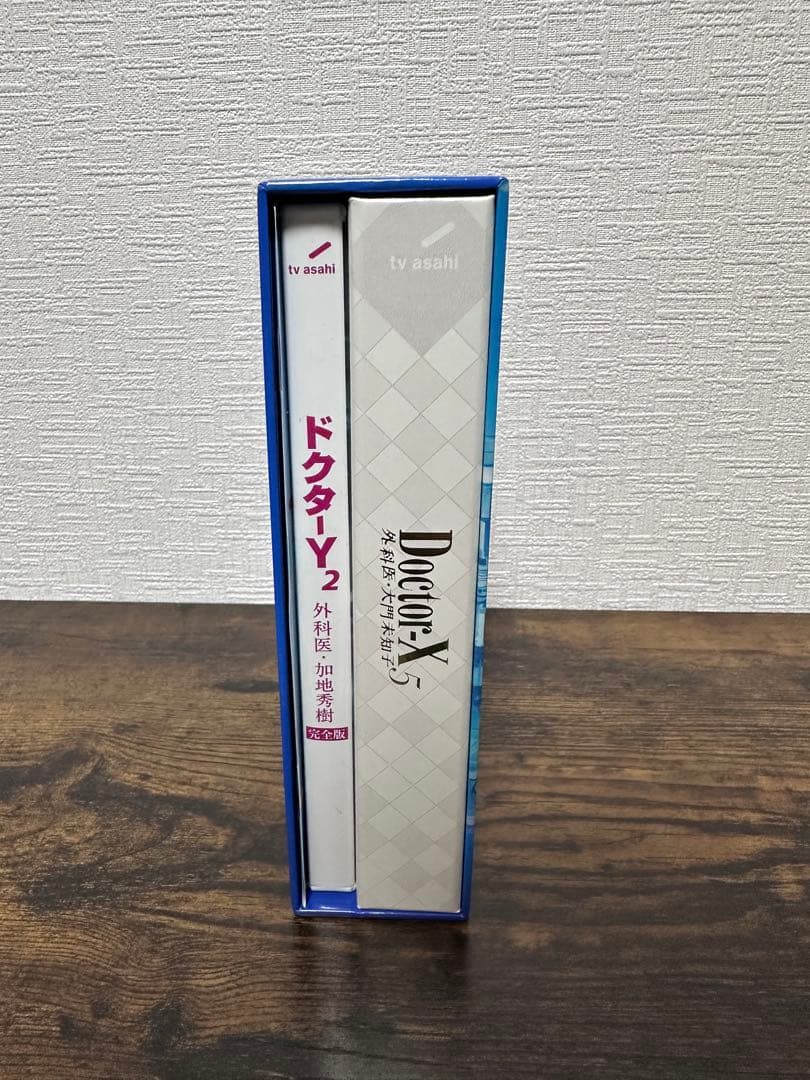 tv asahi
ドクターY2
外科医・加地秀樹
完全版
tv asahi
Doctor-X5
外科医・大門未知子